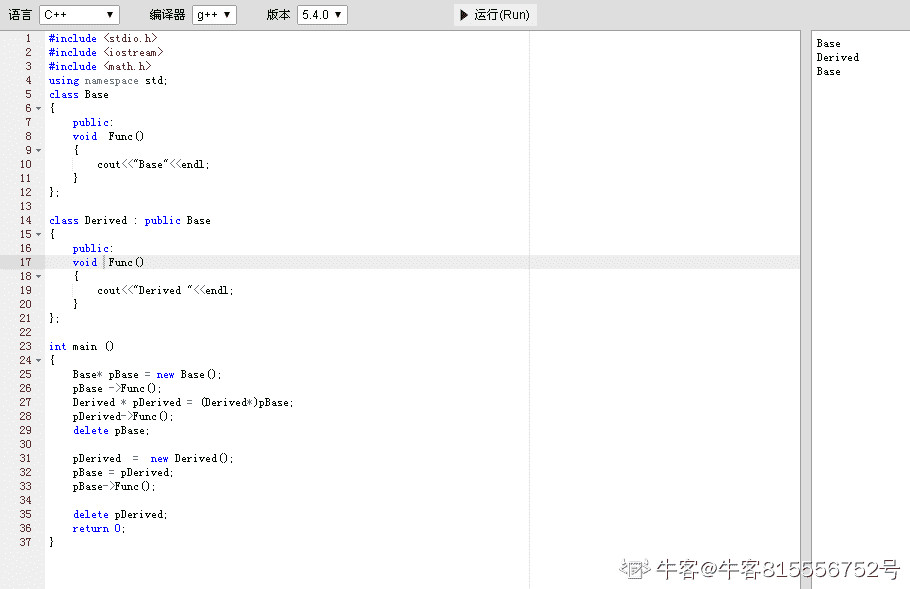 语言 C++ 编译器 g++ 版本 5.4.0 运行(Run)
1 #include <stdio.h>
2 #include <iostream>
3 #include <math.h>
4 using namespace std;
5 class Base
6 {
7 public:
8 void  Func()
9 {
10 cout<<"Base"<<endl;
11 }
12 };
13
14 class Derived : public Base
15 {
16 public:
17 void  Func()
18 {
19 cout<<"Derived "<<endl;
20 }
21 };
22
23 int main ()
24 {
25 Base* pBase = new Base();
26 pBase ->Func();
27 Derived * pDerived = (Derived*)pBase;
28 pDerived->Func();
29 delete pBase;
30
31 pDerived  =  new Derived();
32 pBase = pDerived;
33 pBase->Func();
34
35 delete pDerived;
36 return 0;
37 }
Base
Derived
Base
牛客@牛客815556752号